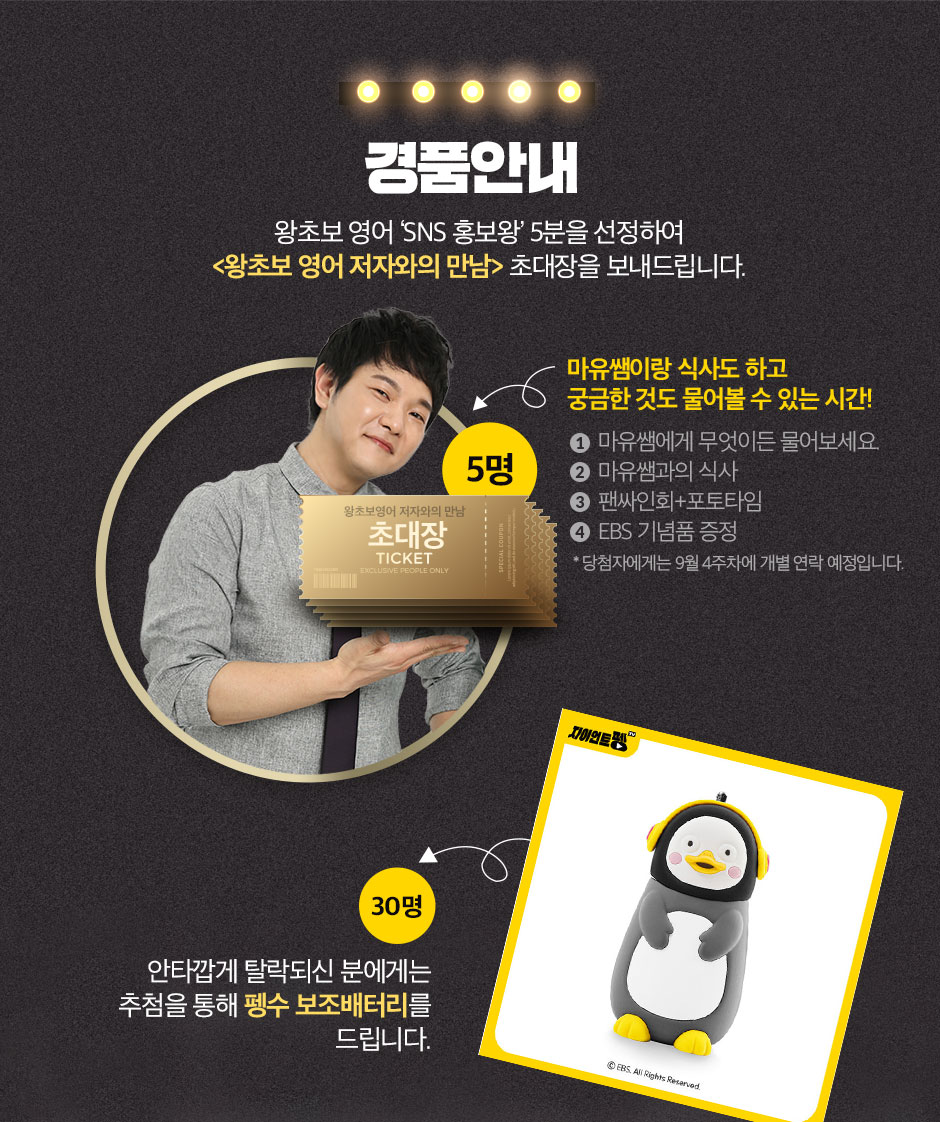 경품안내
왕초보 영어 ‘SNS 홍보왕’ 5분을 선정하여
<왕초보 영어 저자와의 만남> 초대장을 보내드립니다.
마유쌤이랑 식사도 하고
궁금한 것도 물어볼 수 있는 시간!
1 마유쌤에게 무엇이든 물어보세요
2 마유쌤과의 식사
3 팬싸인회+포토타임
4 EBS 기념품 증정
* 당첨자에게는 9월 4주차에 개별 연락 예정입니다.
5명
왕초보영어 저자와의 만남
초대장
TICKET
EXCLUSIVE PEOPLE ONLY
SPECIAL COUPON
자이언트펭 TV
30명
안타깝게 탈락되신 분에게는
추첨을 통해 펭수 보조배터리를
드립니다.
© EBS. All Rights Reserved.